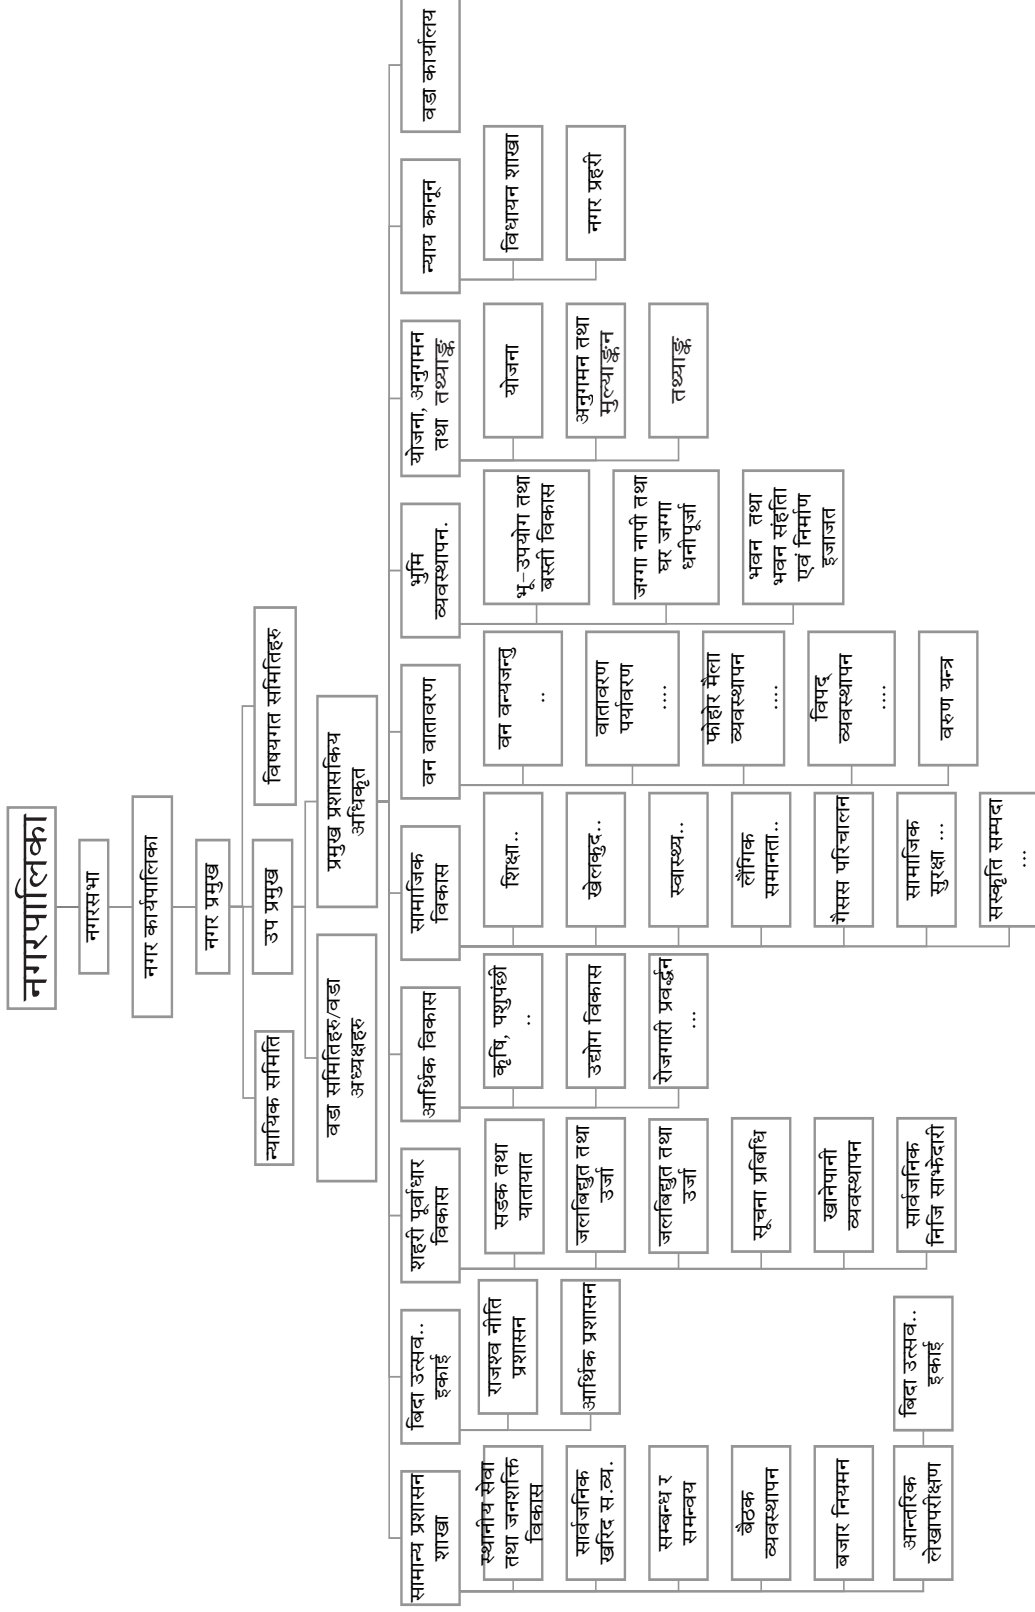 नगरपालिका
नगरसभा
नगर कार्यपालिका
नगर प्रमुख
न्यायिक समिति
उप प्रमुख
विषयगत समितिहरु
वडा समितिहरु/वडा
अध्यक्षहरु
प्रमुख प्रशासकिय
अधिकृत
सामान्य प्रशासन
शाखा
स्थानीय सेवा
तथा जनशक्ति
विकास
सार्वजनिक
खरिद स.व्य.
सम्बन्ध र
समन्वय
बैठक
व्यवस्थापन
बजार नियमन
आन्तरिक
लेखापरीक्षण
बिदा उत्सव..
इकाई
बिदा उत्सव..
इकाई
राजश्व नीति
प्रशासन
आर्थिक प्रशासन
शहरी पूर्वाधार
विकास
सडक तथा
यातायात
जलबिद्युत तथा
उर्जा
जलबिद्युत तथा
उर्जा
सूचना प्रबिधि
खानेपानी
व्यवस्थापन
सार्वजनिक
निजि साझेदारी
आर्थिक विकास
कृषि, पशुपंछी
..
उद्योग विकास
रोजगारी प्रवर्द्धन
...
सामाजिक
विकास
शिक्षा..
खेलकुद..
स्वास्थ्य..
लैंगिक
समानता..
गैसस परिचालन
सामाजिक
सुरक्षा ...
सस्कृति सम्पदा
...
वन वातावरण
वन वन्यजन्तु
..
वातावरण
पर्यावरण
....
फोहोर मैला
व्यवस्थापन
....
विपद्
व्यवस्थापन
....
वरुण यन्त्र
भुमि
व्यवस्थापन.
भू-उपयोग तथा
बस्ती विकास
जग्गा नापी तथा
घर जग्गा
धनीपूर्जा
भवन तथा
भवन संहतिा
एवं निर्माण
इजाजत
योजना, अनुगमन
तथा तथ्याङ्क
योजना
अनुगमन तथा
मुल्याङ्कन
तथ्याङ्क
न्याय कानून
विधायन शाखा
नगर प्रहरी
वडा कार्यालय